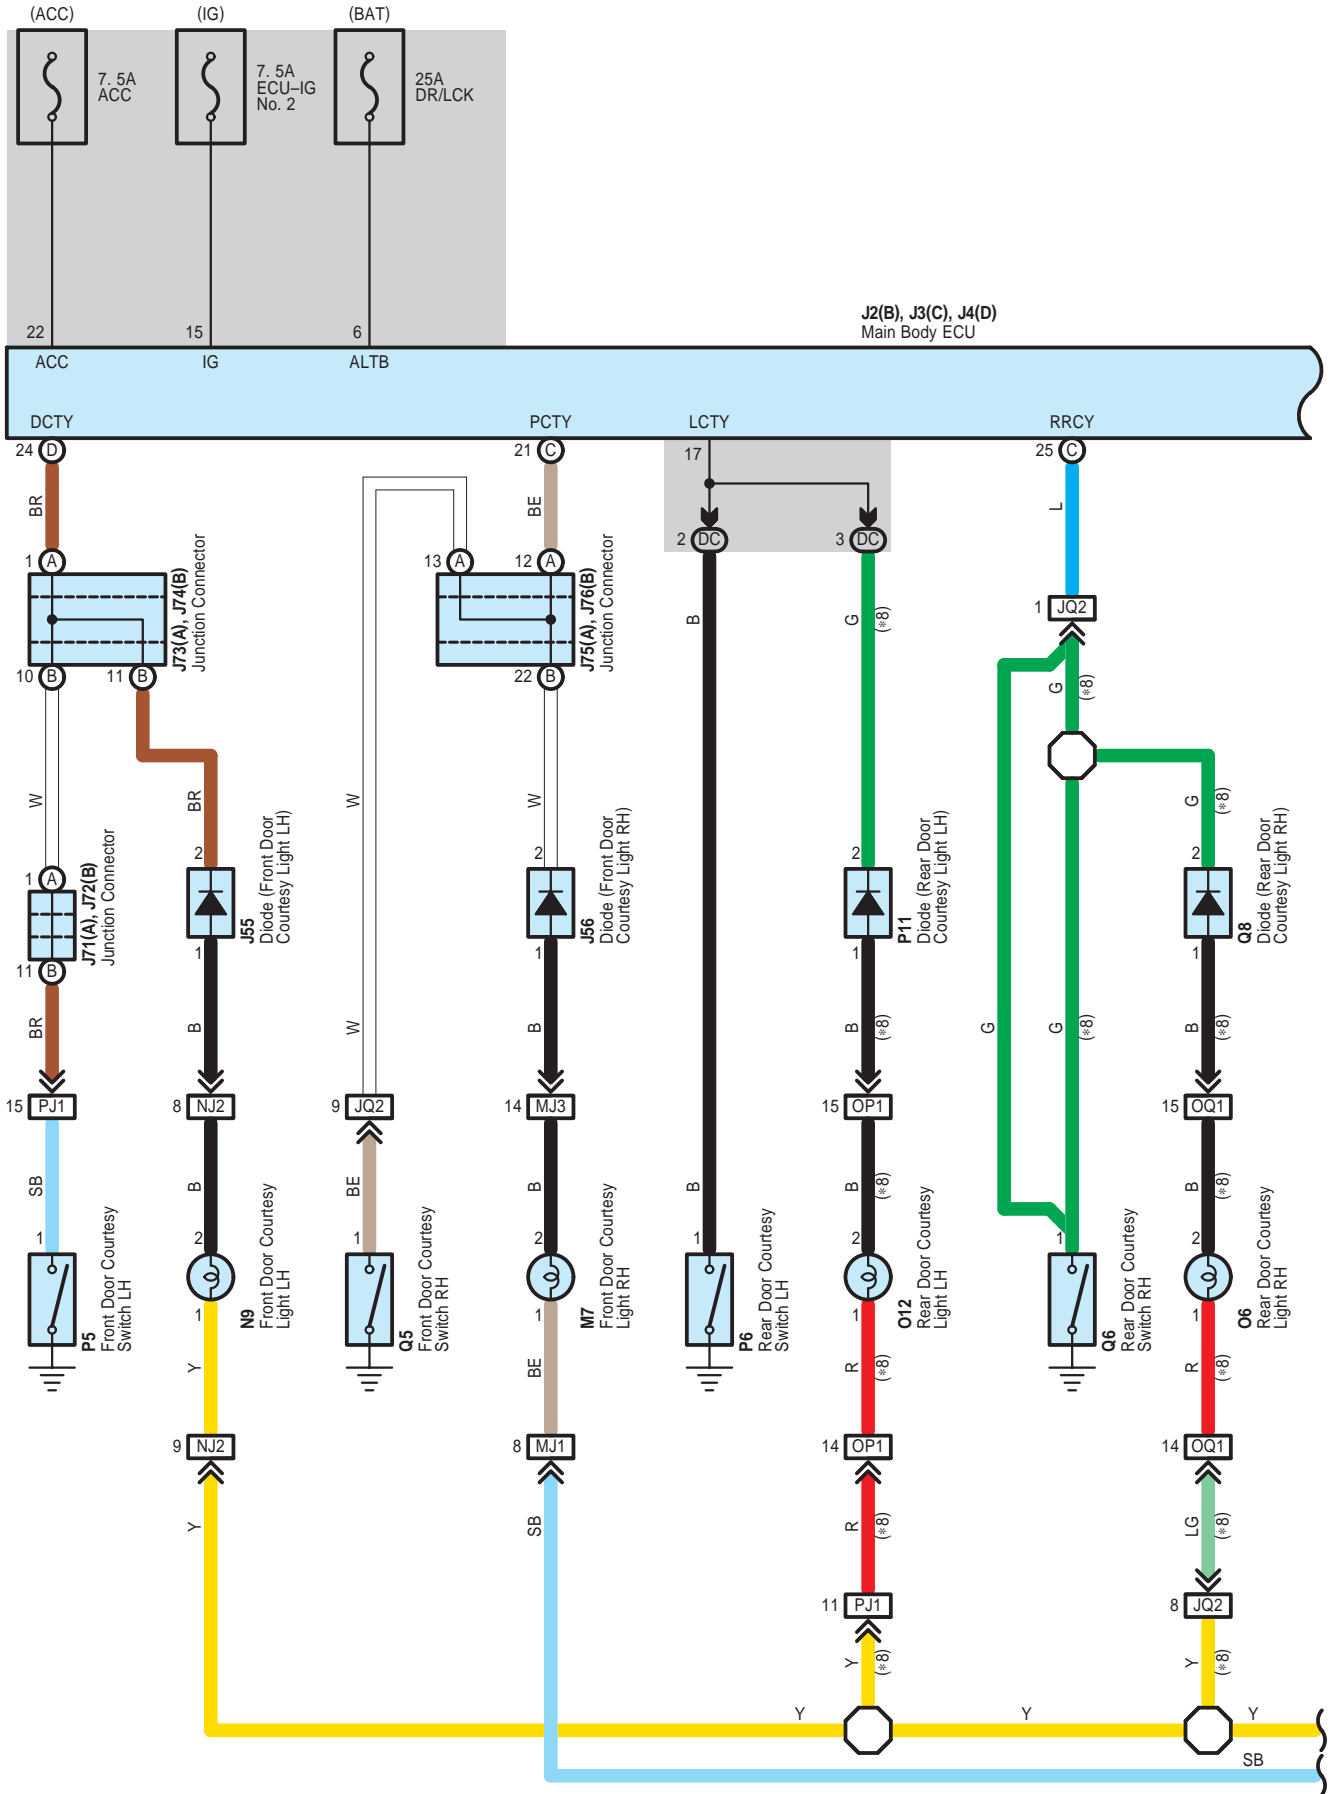 (ACC)
(IG)
(BAT)
7. 5A
ACC
7. 5A
ECU–IG
No. 2
25A
DR/LCK
22
15
6
J2(B), J3(C), J4(D)
Main Body ECU
ACC
IG
ALTB
DCTY
PCTY
LCTY
RRCY
24 D
21 C
17
25 C
BR
BE
L
2 DC
3 DC
1 A
13 A
12 A
J73(A), J74(B)
Junction Connector
J75(A), J76(B)
Junction Connector
B
G
(*8)
1 JQ2
10 B
11 B
22 B
G
(*8)
W
BR
W
W
G
(*8)
2
2
2
2
1 A
J71(A), J72(B)
Junction Connector
J55
Diode (Front Door
Courtesy Light LH)
J56
Diode (Front Door
Courtesy Light RH)
P11
Diode (Rear Door
Courtesy Light LH)
Q8
Diode (Rear Door
Courtesy Light RH)
11 B
1
1
1
1
BR
B
W
B
B
(*8)
G
G
(*8)
B
(*8)
15 PJ1
8 NJ2
9 JQ2
14 MJ3
15 OP1
15 OQ1
SB
B
BE
B
B
B
(*8)
B
(*8)
1
2
1
2
1
2
1
2
P5
Front Door Courtesy
Switch LH
N9
Front Door Courtesy
Light LH
Q5
Front Door Courtesy
Switch RH
M7
Front Door Courtesy
Light RH
P6
Rear Door Courtesy
Switch LH
O12
Rear Door Courtesy
Light LH
Q6
Rear Door Courtesy
Switch RH
O6
Rear Door Courtesy
Light RH
1
1
1
1
Y
BE
R
(*8)
R
(*8)
9 NJ2
8 MJ1
14 OP1
14 OQ1
Y
SB
R
(*8)
LG
(*8)
11 PJ1
8 JQ2
Y
(*8)
Y
(*8)
Y
Y
Y
SB